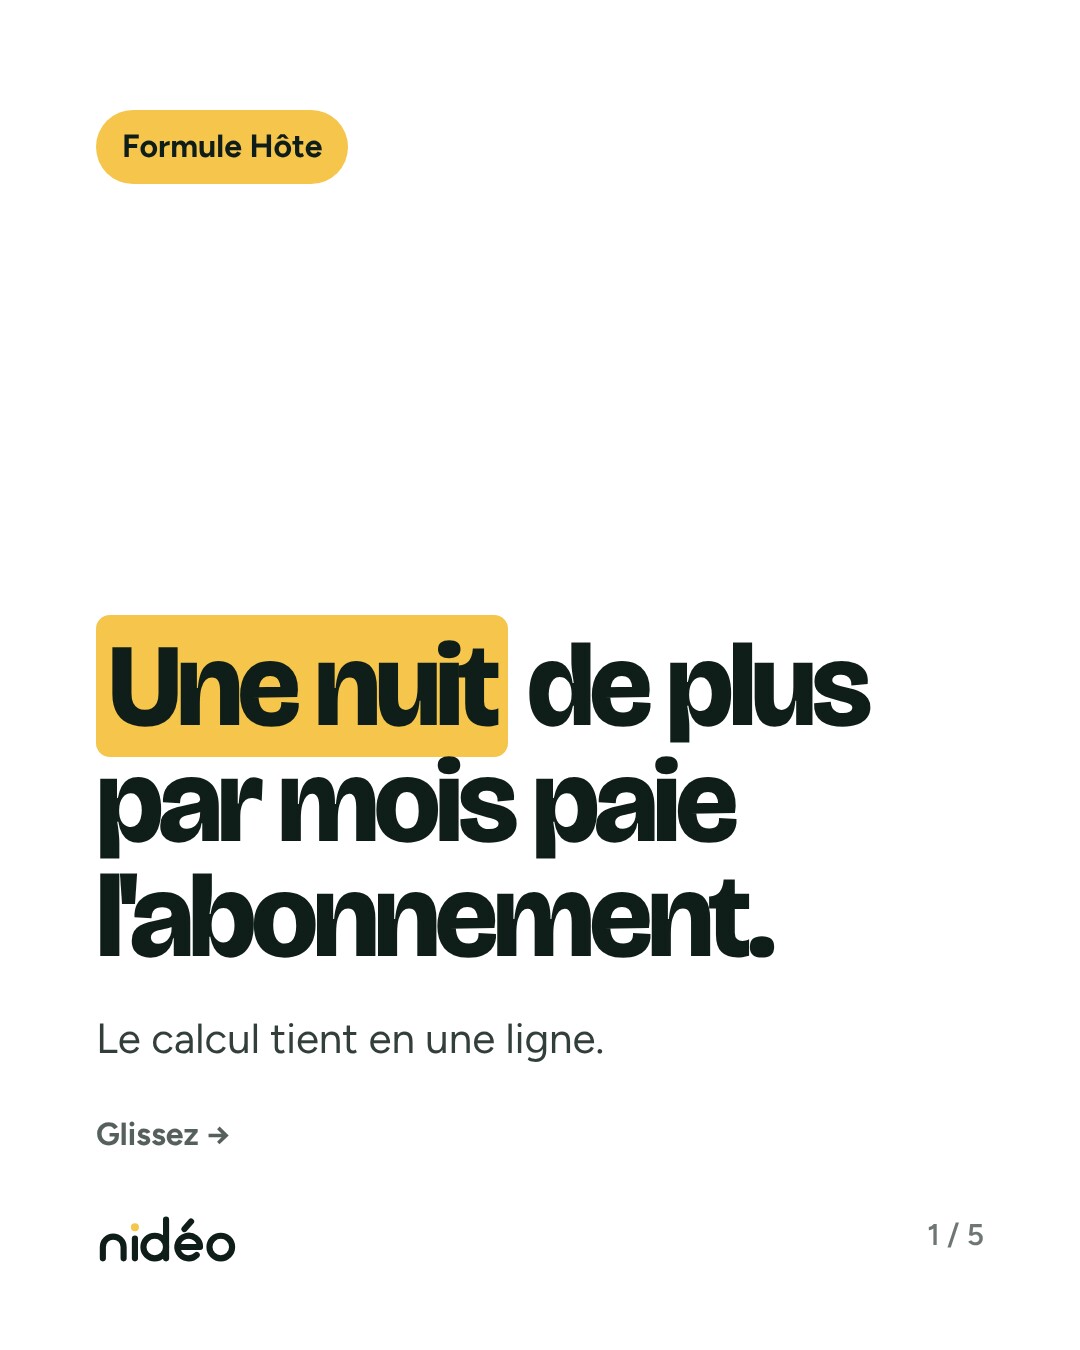 Formule Hôte
Une nuit de plus
par mois paie
l'abonnement.
Le calcul tient en une ligne.
Glissez →
nidéo
1 / 5